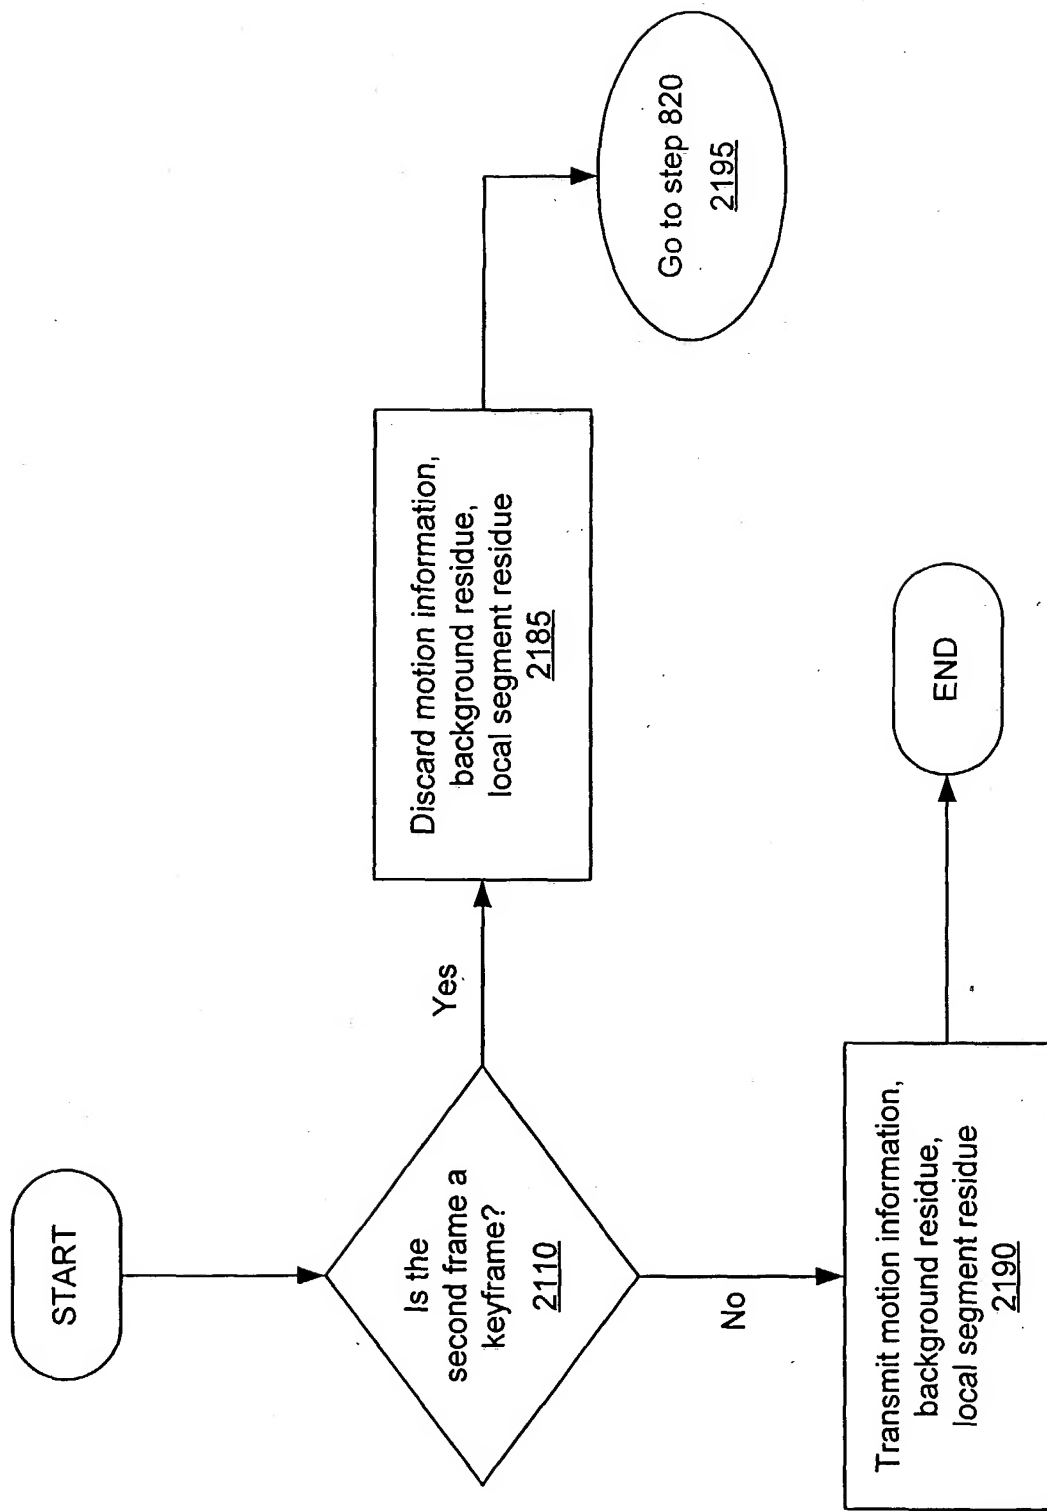 START
Is the
second frame a
keyframe?
2110
Yes
Discard motion information,
background residue,
local segment residue
2185
Go to step 820
2195
No
Transmit motion information,
background residue,
local segment residue
2190
END